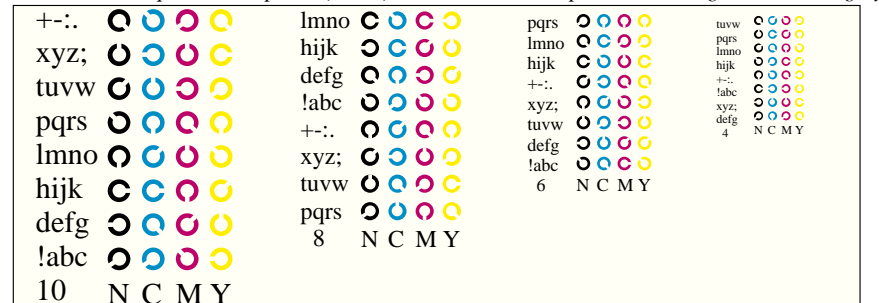 +-:.
xyz;
tuvw
pqrs
lmno
hijk
defg
!abc
10 N C M Y
lmno
hijk
defg
!abc
+-:.
xyz;
tuvw
pqrs
8 N C M Y
pqrs
lmno
hijk
+-:.
xyz;
tuvw
defg
!abc
6 N C M Y
tuvw
pqrs
lmno
hijk
+-:.
!abc
xyz;
defg
4 N C M Y